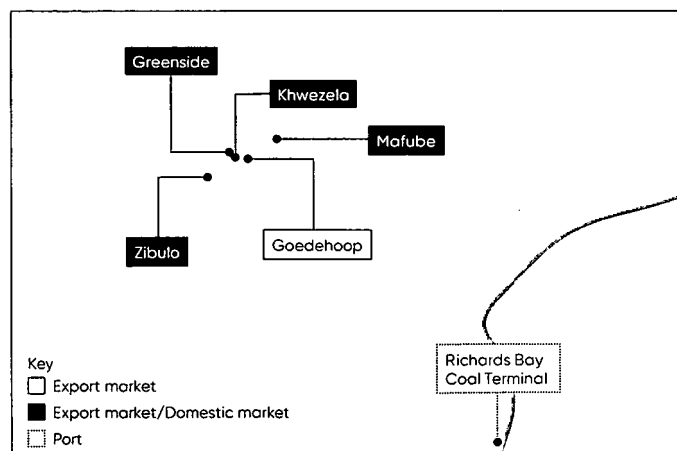 Greenside
Khwezela
Mafube
Zibulo
Goedehoop
Richards Bay
Coal Terminal
Key
Export market
Export market/Domestic market
Port